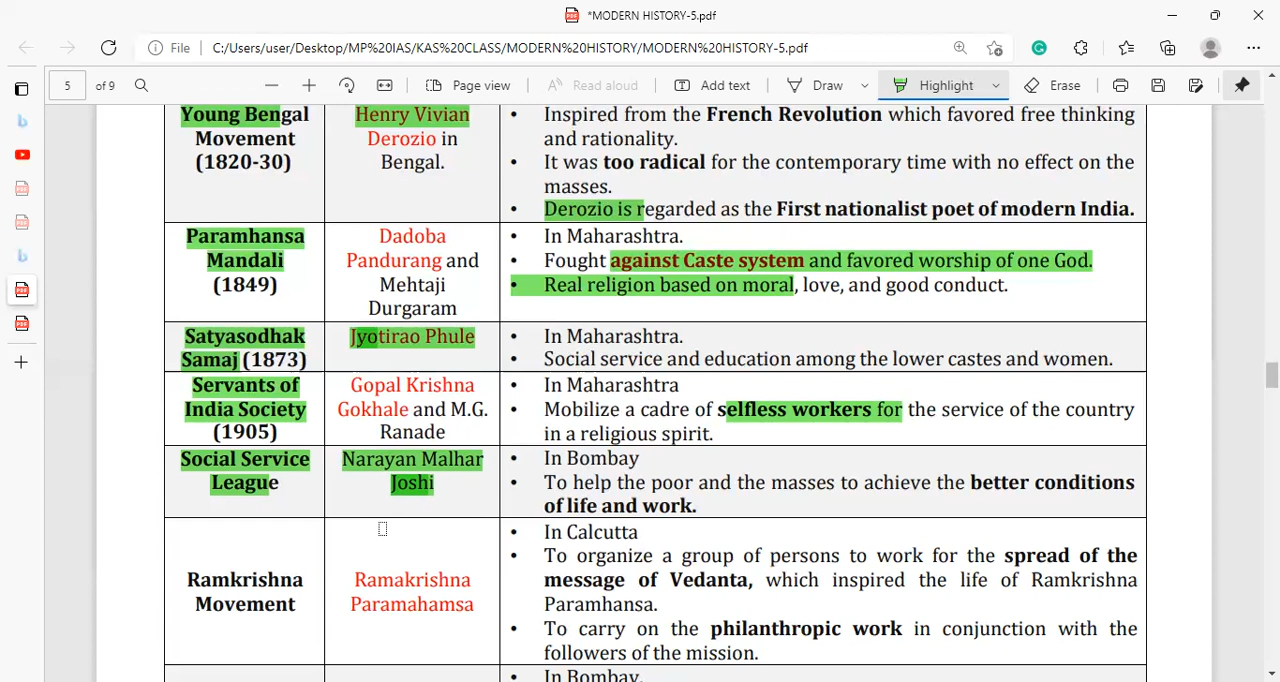 *MODERN HISTORY-5.pdf
File C:/Users/user/Desktop/MP%20IAS/KAS%20CLASS/MODERN%20HISTORY/MODERN%20HISTORY-5.pdf
5 of 9 Page view Read aloud Add text Draw Highlight Erase
Young Bengal
Movement
(1820-30)
Henry Vivian
Derozio in
Bengal.
• Inspired from the French Revolution which favored free thinking
and rationality.
• It was too radical for the contemporary time with no effect on the
masses.
• Derozio is regarded as the First nationalist poet of modern India.
Paramhansa
Mandali
(1849)
Dadoba
Pandurang and
Mehtaji
Durgaram
• In Maharashtra.
• Fought against Caste system and favored worship of one God.
• Real religion based on moral, love, and good conduct.
Satyasodhak
Samaj (1873)
Jyotirao Phule
• In Maharashtra.
• Social service and education among the lower castes and women.
Servants of
India Society
(1905)
Gopal Krishna
Gokhale and M.G.
Ranade
• In Maharashtra
• Mobilize a cadre of selfless workers for the service of the country
in a religious spirit.
Social Service
League
Narayan Malhar
Joshi
• In Bombay
• To help the poor and the masses to achieve the better conditions
of life and work.
Ramkrishna
Movement
Ramakrishna
Paramahamsa
• In Calcutta
• To organize a group of persons to work for the spread of the
message of Vedanta, which inspired the life of Ramkrishna
Paramhansa.
• To carry on the philanthropic work in conjunction with the
followers of the mission.
• In Bombay.